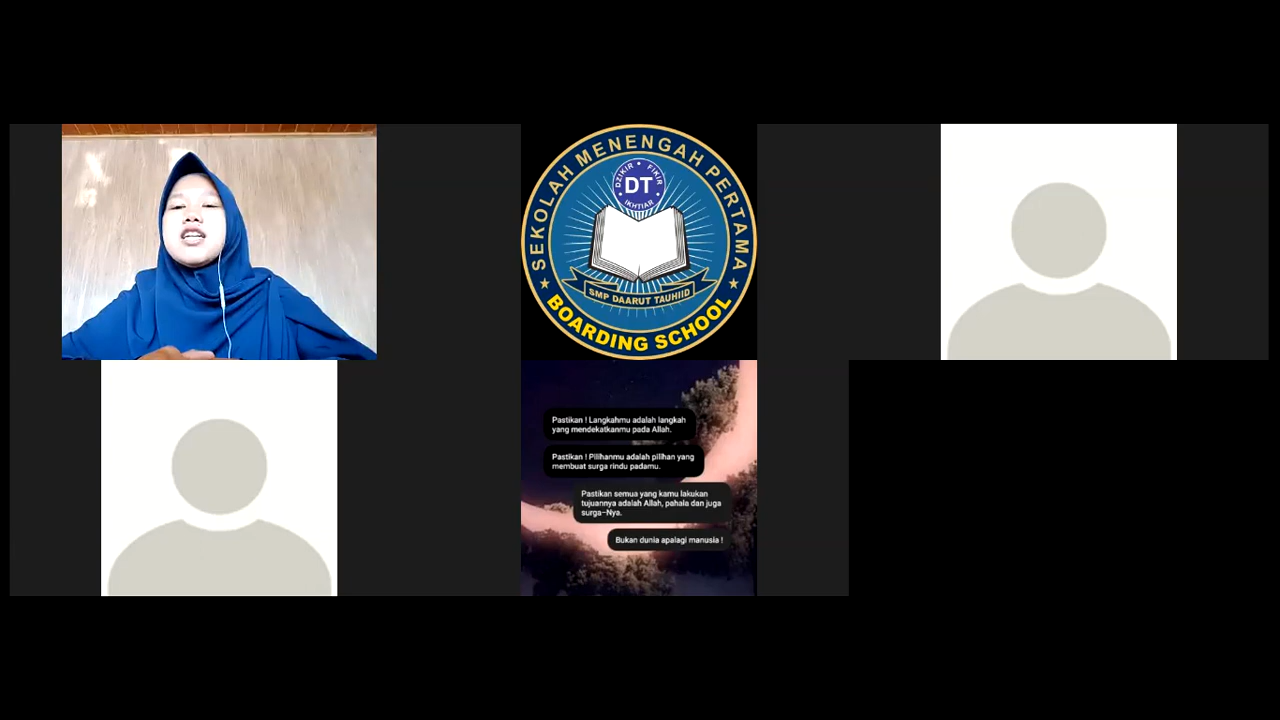 SEKOLAH MENENGAH PERTAMA
DZIKIR • FIKIR
DT
IKHTIAR
SMP DAARUT TAUHIID
BOARDING SCHOOL
Pastikan ! Langkahmu adalah langkah
yang mendekatkanmu pada Allah.
Pastikan ! Pilihanmu adalah pilihan yang
membuat surga rindu padamu.
Pastikan semua yang kamu lakukan
tujuannya adalah Allah, pahala dan juga
surga-Nya.
Bukan dunia apalagi manusia !